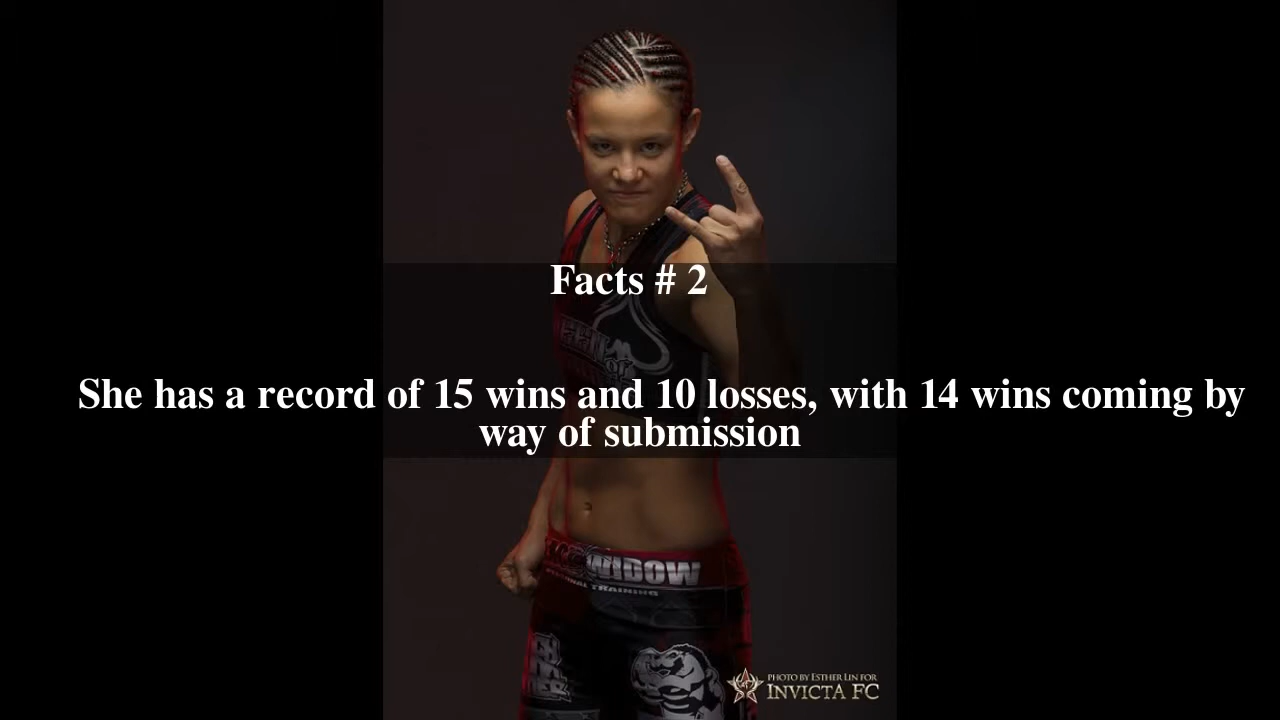 Facts # 2
She has a record of 15 wins and 10 losses, with 14 wins coming by
way of submission
WIDOW
TRAINING
PHOTO BY ESTHER LIN FOR
INVICTA FC